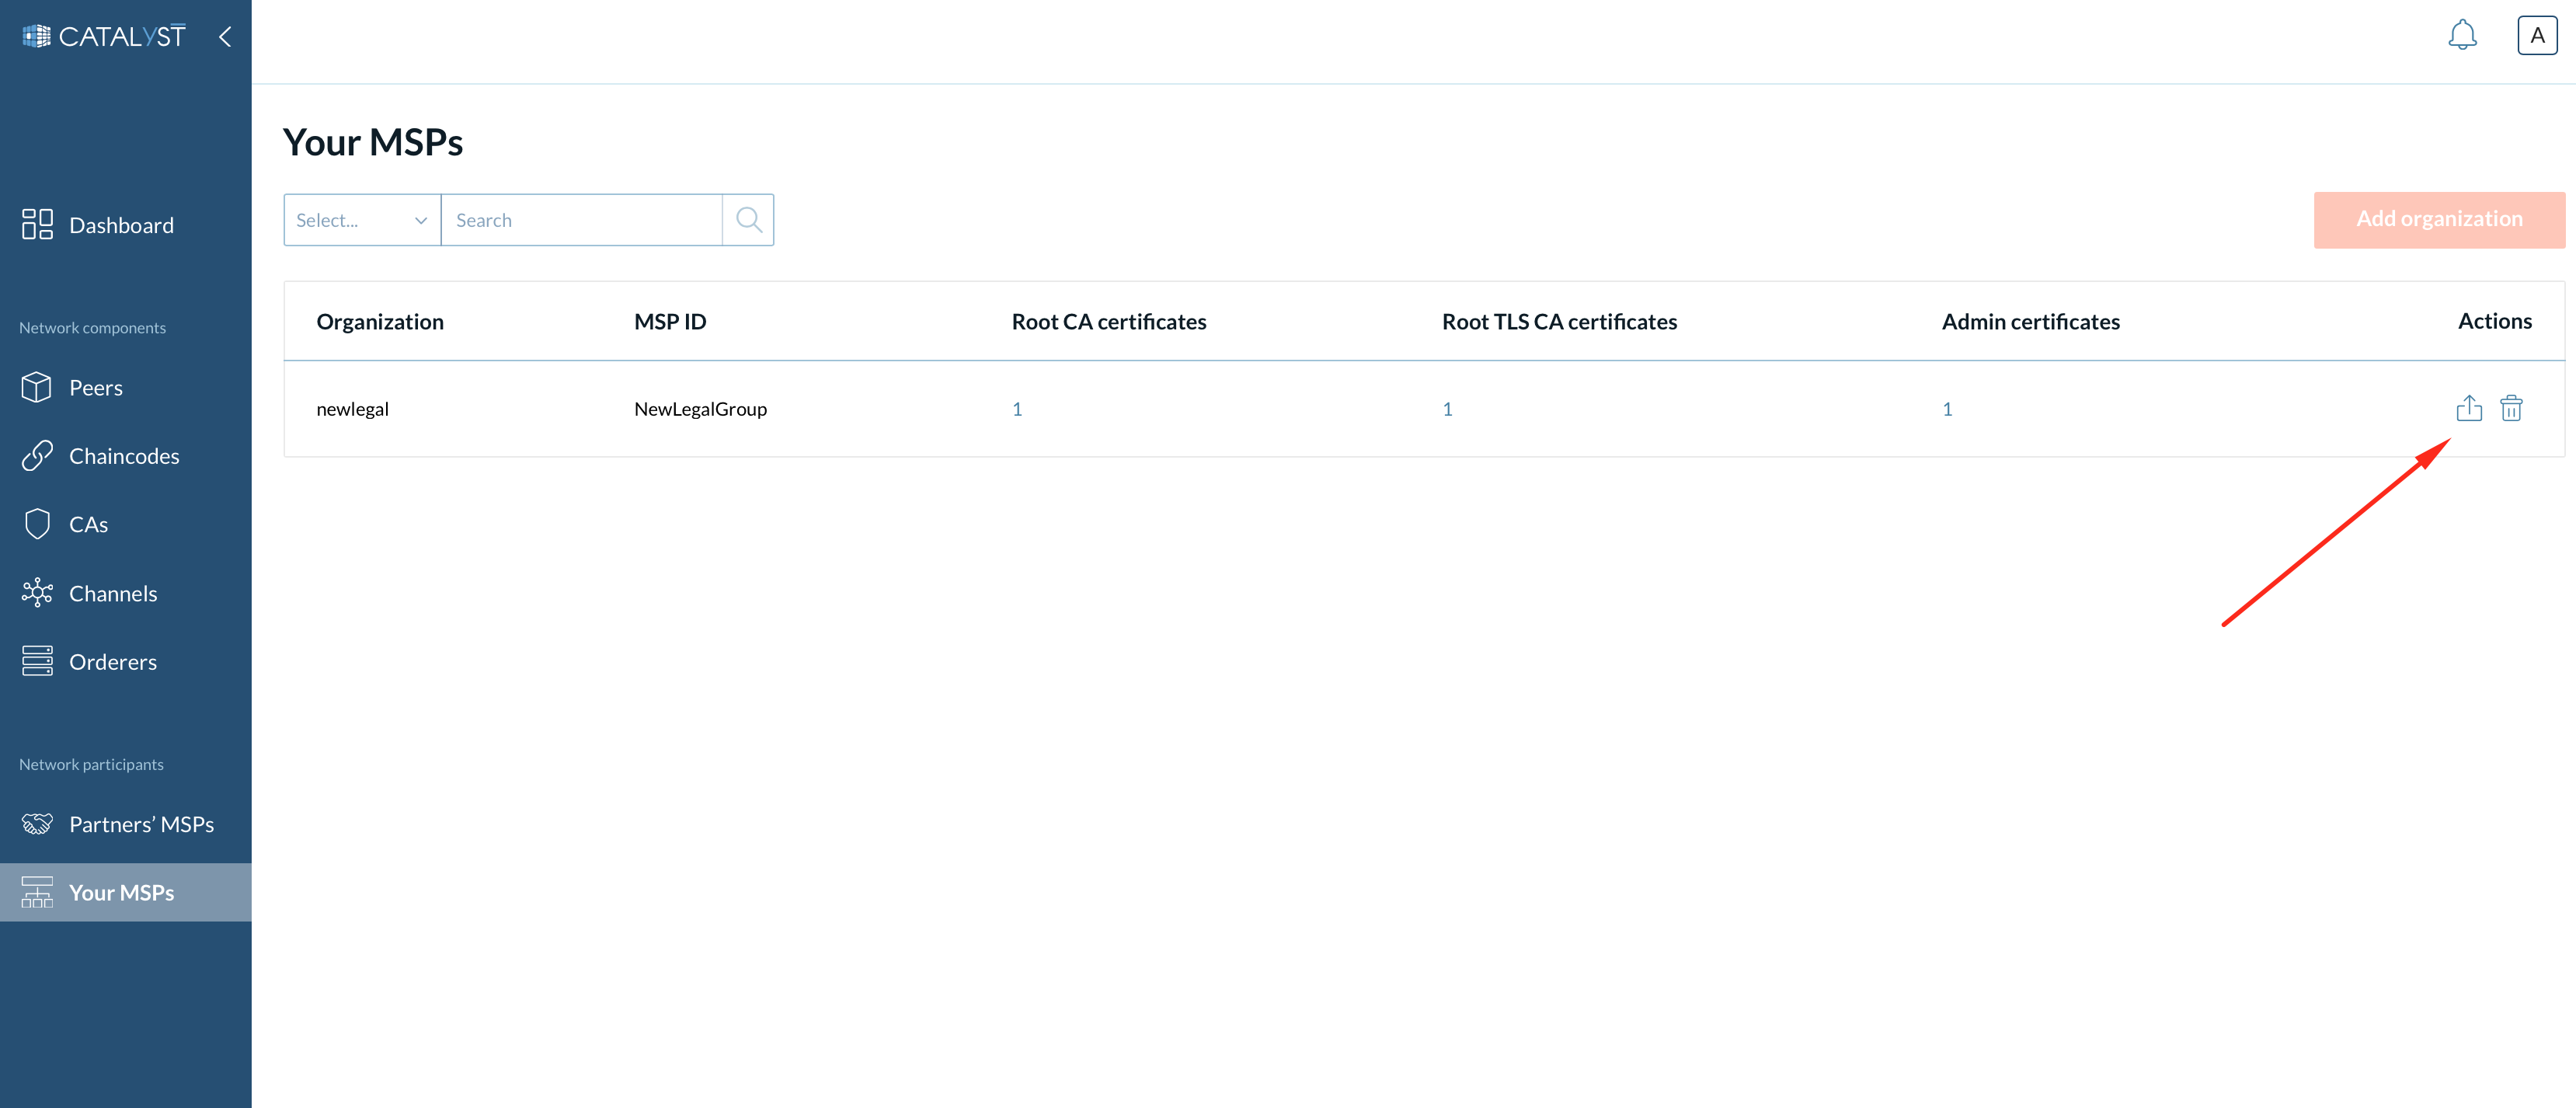 CATALYST
A
Dashboard
Network components
Peers
Chaincodes
CAs
Channels
Orderers
Network participants
Partners’ MSPs
Your MSPs
Your MSPs
Select...
Search
Add organization
Organization MSP ID Root CA certificates Root TLS CA certificates Admin certificates Actions
newlegal NewLegalGroup 1 1 1